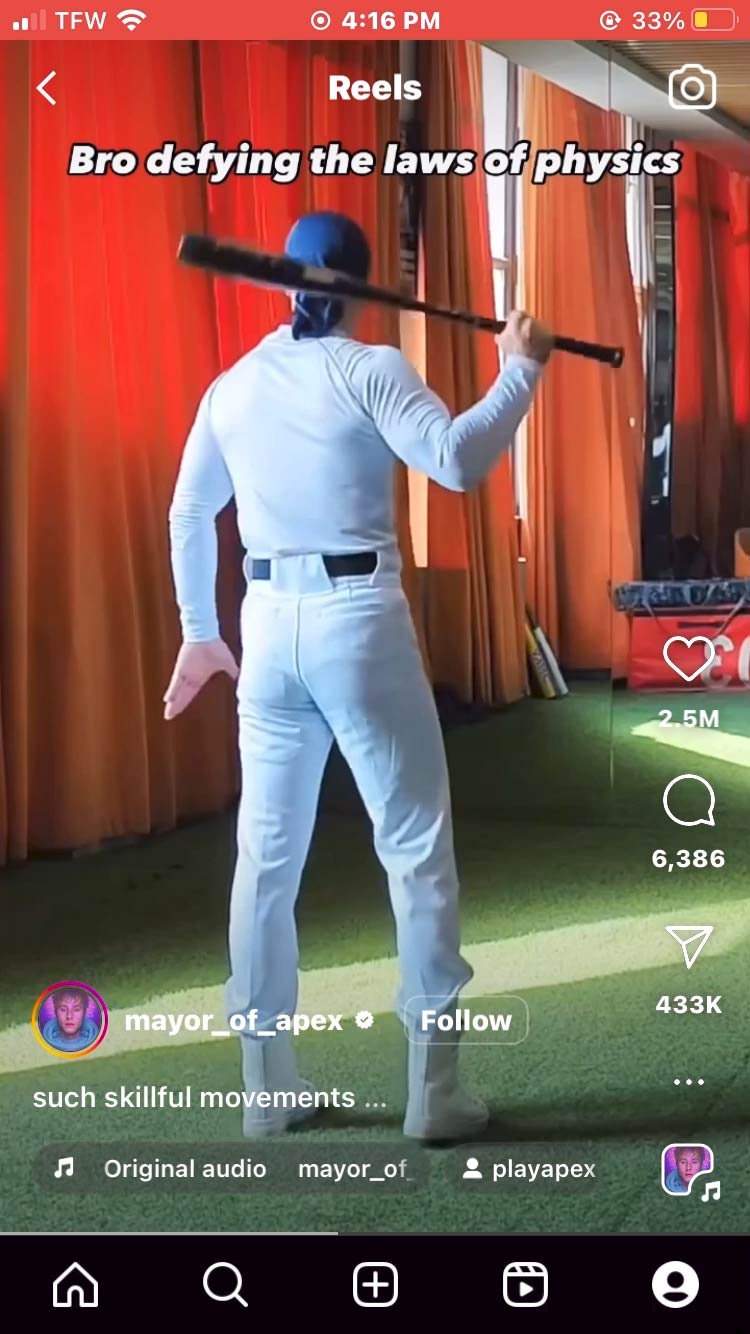 TFW 4:16 PM 33%
Reels
Bro defying the laws of physics
2.5M
6,386
433K
mayor_of_apex Follow
such skillful movements ...
Original audio mayor_of_ playapex